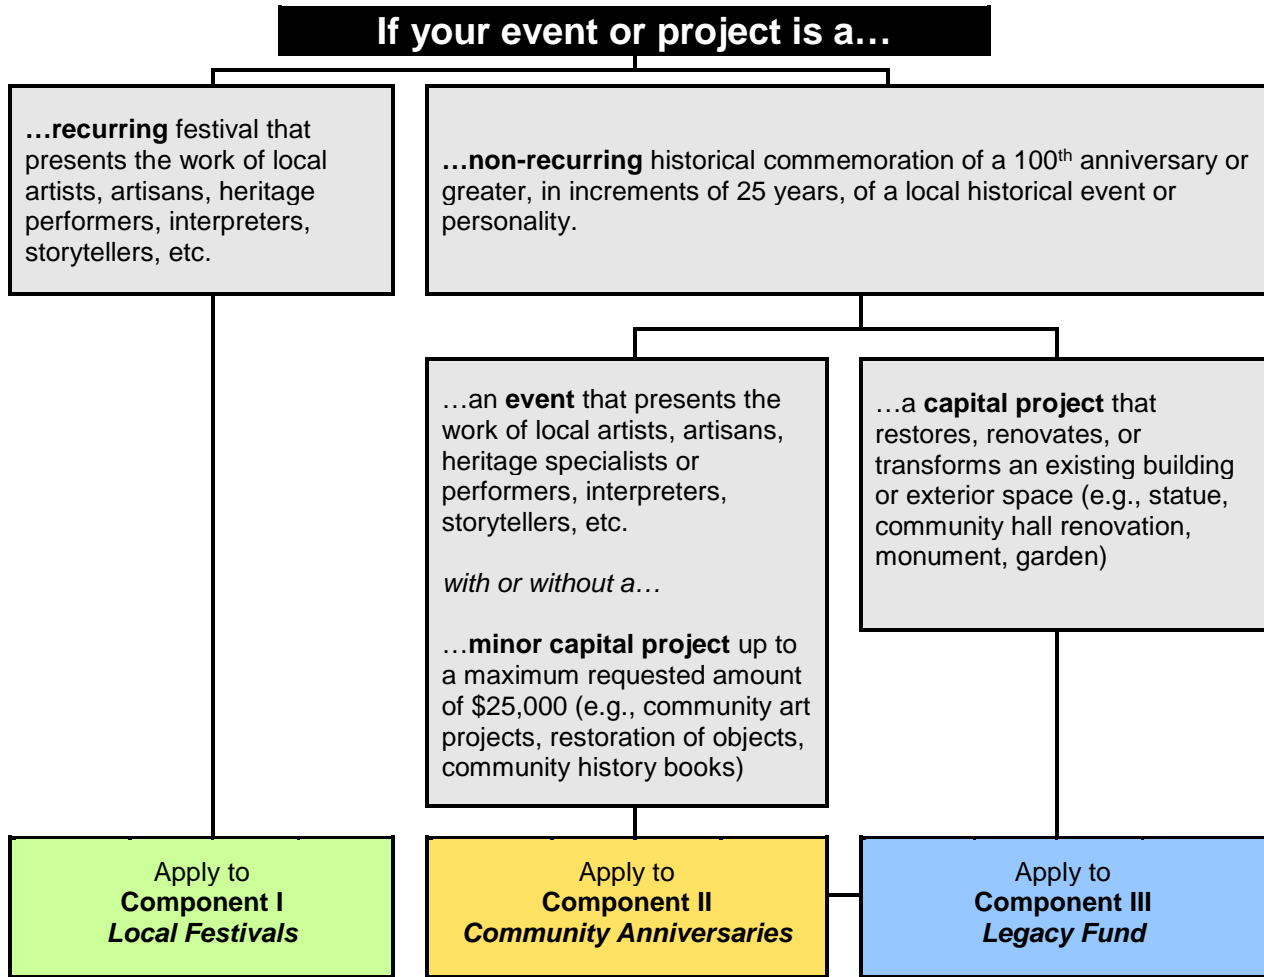 If your event or project is a…
…recurring festival that
presents the work of local
artists, artisans, heritage
performers, interpreters,
storytellers, etc.
…non-recurring historical commemoration of a 100th anniversary or
greater, in increments of 25 years, of a local historical event or
personality.
…an event that presents the
work of local artists, artisans,
heritage specialists or
performers, interpreters,
storytellers, etc.
with or without a…
…minor capital project up to
a maximum requested amount
of $25,000 (e.g., community art
projects, restoration of objects,
community history books)
…a capital project that
restores, renovates, or
transforms an existing building
or exterior space (e.g., statue,
community hall renovation,
monument, garden)
Apply to
Component I
Local Festivals
Apply to
Component II
Community Anniversaries
Apply to
Component III
Legacy Fund